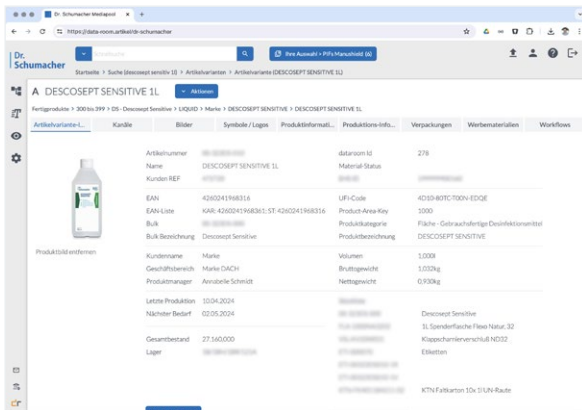 Dr. Schumacher Mediapool
https://data-room.artikel/dr-schumacher
Dr.
Schumacher
Ihre Auswahl > PIFs Manushield (6)
Startseite > Suche (descosept sensitiv 1l) > Artikelvarianten > Artikelvariante (DESCOSEPT SENSITIVE 1L)
A DESCOSEPT SENSITIVE 1L
Aktionen
Fertigprodukte > 300 bis 399 > DS - Descosept Sensitive > LIQUID > Marke > DESCOSEPT SENSITIVE > DESCOSEPT SENSITIVE 1L
Artikelvariante-I... Kanäle Bilder Symbole / Logos Produktinformati... Produktions-Info... Verpackungen Werbematerialien Workflows
Artikelnummer dataroom Id 278
Name DESCOSEPT SENSITIVE 1L Material-Status
Kunden REF
EAN 4260241968316 UFI-Code 4D10-80TC-T00V-EDQE
EAN-Liste KAR: 4260241968361; ST: 4260241968316 Product-Area-Key 1000
Bulk Produktkategorie Fläche - Gebrauchsfertige Desinfektionsmittel
Bulk Bezeichnung Descosept Sensitive Produktbezeichnung DESCOSEPT SENSITIVE
Produktbild entfernen
Kundenname Marke Volumen 1,000l
Geschäftsbereich Marke DACH Bruttogewicht 1,032kg
Produktmanager Annabelle Schmidt Nettogewicht 0,930kg
Letzte Produktion 10.04.2024
Nächster Bedarf 02.05.2024 Descosept Sensitive
1L Spenderflasche Flexo Natur, 32
Gesamtbestand 27.160,000 Klappscharnierverschluß ND32
Lager Etiketten
KTN Faltkarton 10x 1l UN-Raute
dr